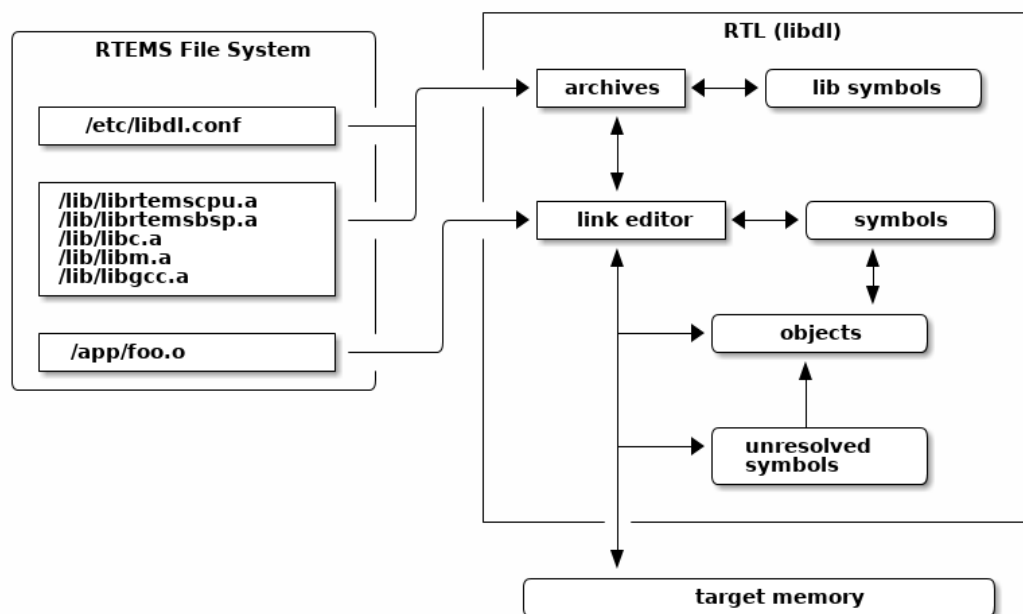 RTEMS File System
/etc/libdl.conf
/lib/librtemscpu.a
/lib/librtemsbsp.a
/lib/libc.a
/lib/libm.a
/lib/libgcc.a
/app/foo.o
RTL (libdl)
archives
lib symbols
link editor
symbols
objects
unresolved
symbols
target memory